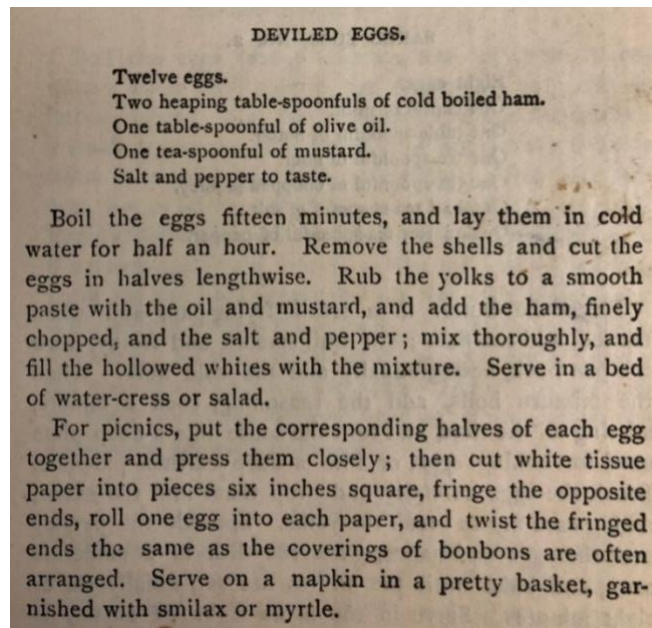 DEVILED EGGS.
Twelve eggs.
Two heaping table-spoonfuls of cold boiled ham.
One table-spoonful of olive oil.
One tea-spoonful of mustard.
Salt and pepper to taste.
Boil the eggs fifteen minutes, and lay them in cold
water for half an hour. Remove the shells and cut the
eggs in halves lengthwise. Rub the yolks to a smooth
paste with the oil and mustard, and add the ham, finely
chopped, and the salt and pepper; mix thoroughly, and
fill the hollowed whites with the mixture. Serve in a bed
of water-cress or salad.
For picnics, put the corresponding halves of each egg
together and press them closely; then cut white tissue
paper into pieces six inches square, fringe the opposite
ends, roll one egg into each paper, and twist the fringed
ends the same as the coverings of bonbons are often
arranged. Serve on a napkin in a pretty basket, gar-
nished with smilax or myrtle.